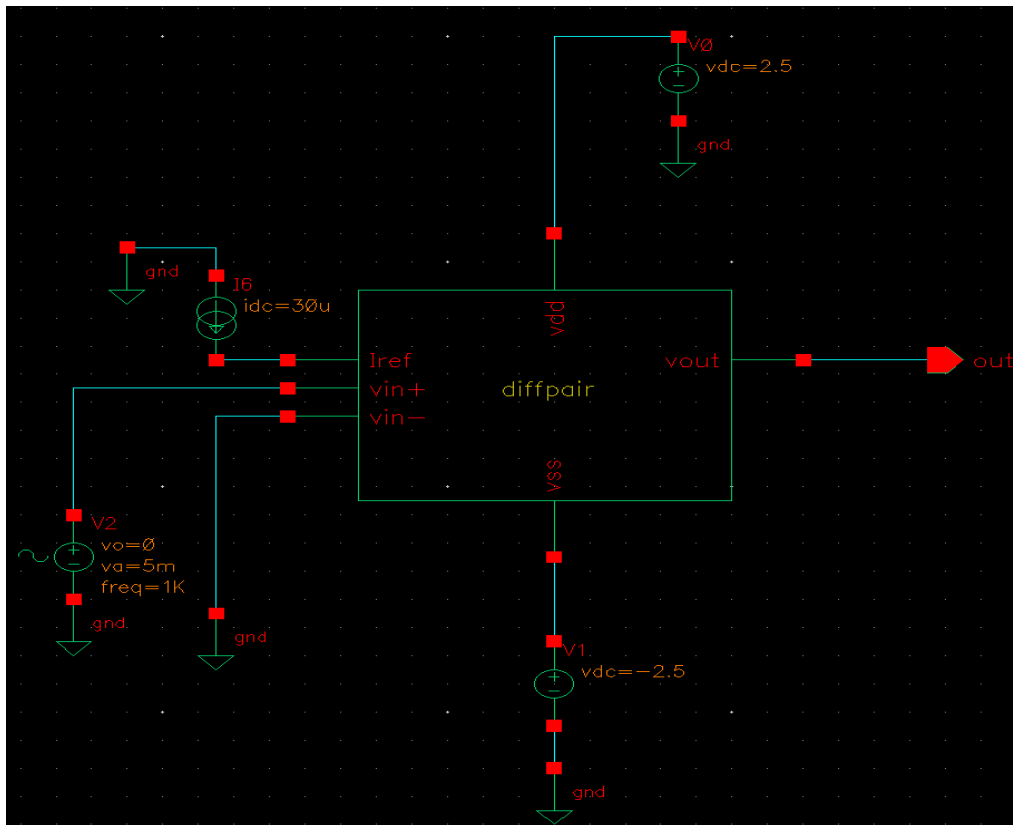 V0
vdc=2.5
gnd
gnd
I6
idc=30u
vdd
Iref
vout
out
vin+
diffpair
vin-
vss
V2
vo=0
va=5m
freq=1K
gnd
gnd
V1
vdc=-2.5
gnd